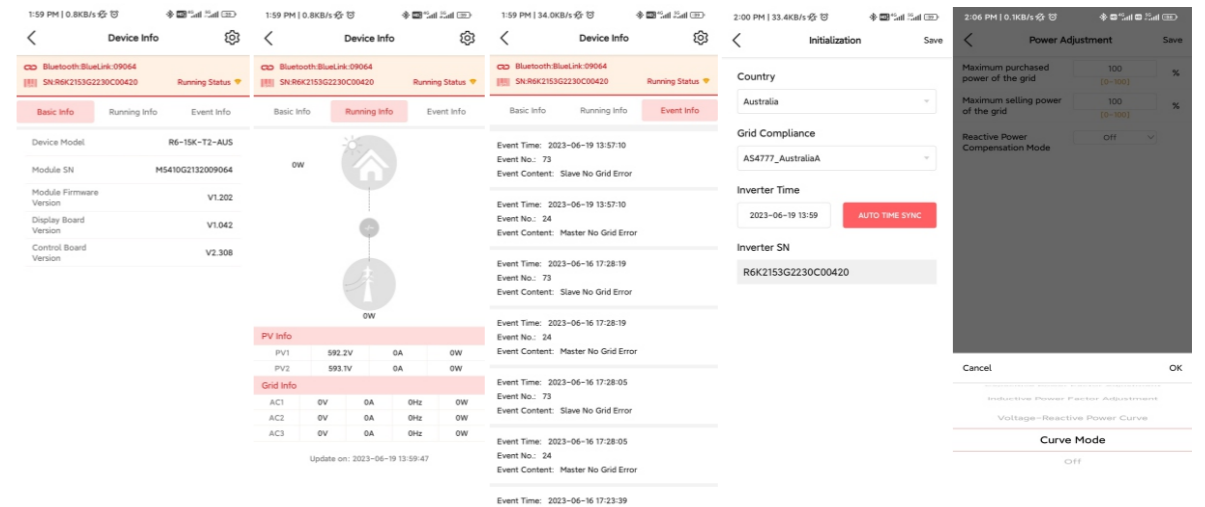 1:59 PM | 0.8KB/s
Device Info
Bluetooth:BlueLink:09064
SN:R6K2153G2230C00420 Running Status
Basic Info Running Info Event Info
Device Model R6-15K-T2-AUS
Module SN M5410G2132009064
Module Firmware
Version V1.202
Display Board
Version V1.042
Control Board
Version V2.308
1:59 PM | 0.8KB/s
Device Info
Bluetooth:BlueLink:09064
SN:R6K2153G2230C00420 Running Status
Basic Info Running Info Event Info
0W
0W
PV Info
PV1 592.2V 0A 0W
PV2 593.1V 0A 0W
Grid Info
AC1 0V 0A 0Hz 0W
AC2 0V 0A 0Hz 0W
AC3 0V 0A 0Hz 0W
Update on: 2023-06-19 13:59:47
1:59 PM | 34.0KB/s
Device Info
Bluetooth:BlueLink:09064
SN:R6K2153G2230C00420 Running Status
Basic Info Running Info Event Info
Event Time: 2023-06-19 13:57:10
Event No.: 73
Event Content: Slave No Grid Error
Event Time: 2023-06-19 13:57:10
Event No.: 24
Event Content: Master No Grid Error
Event Time: 2023-06-16 17:28:19
Event No.: 73
Event Content: Slave No Grid Error
Event Time: 2023-06-16 17:28:19
Event No.: 24
Event Content: Master No Grid Error
Event Time: 2023-06-16 17:28:05
Event No.: 73
Event Content: Slave No Grid Error
Event Time: 2023-06-16 17:28:05
Event No.: 24
Event Content: Master No Grid Error
Event Time: 2023-06-16 17:23:39
2:00 PM | 33.4KB/s
Initialization Save
Country
Australia
Grid Compliance
AS4777_AustraliaA
Inverter Time
2023-06-19 13:59 AUTO TIME SYNC
Inverter SN
R6K2153G2230C00420
2:06 PM | 0.1KB/s
Power Adjustment Save
Maximum purchased
power of the grid 100 %
[0~100]
Maximum selling power
of the grid 100 %
[0~100]
Reactive Power
Compensation Mode Off
Cancel OK
Inductive Power Factor Adjustment
Voltage-Reactive Power Curve
Curve Mode
Off